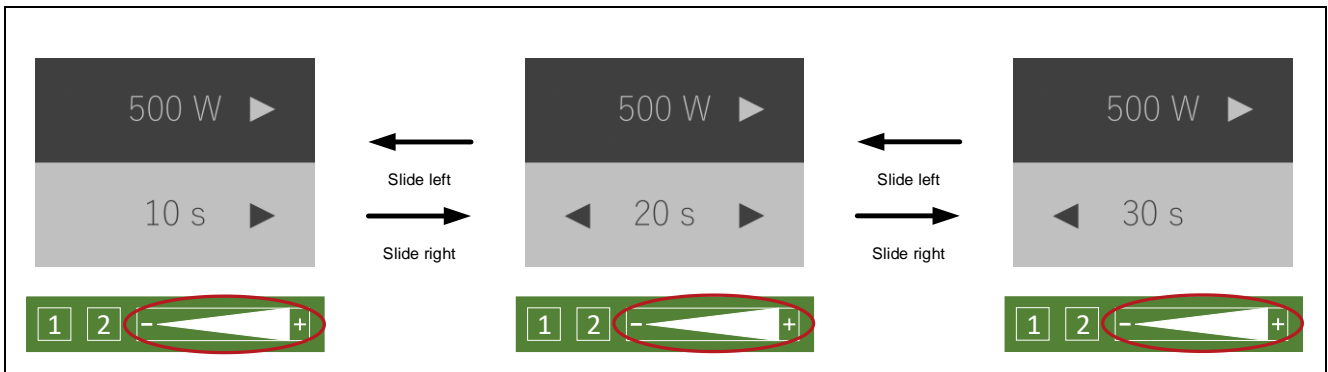 500 W ▶
10 s ▶
1 2 - +
Slide left
Slide right
500 W ▶
◀ 20 s ▶
1 2 - +
Slide left
Slide right
500 W ▶
◀ 30 s
1 2 - +